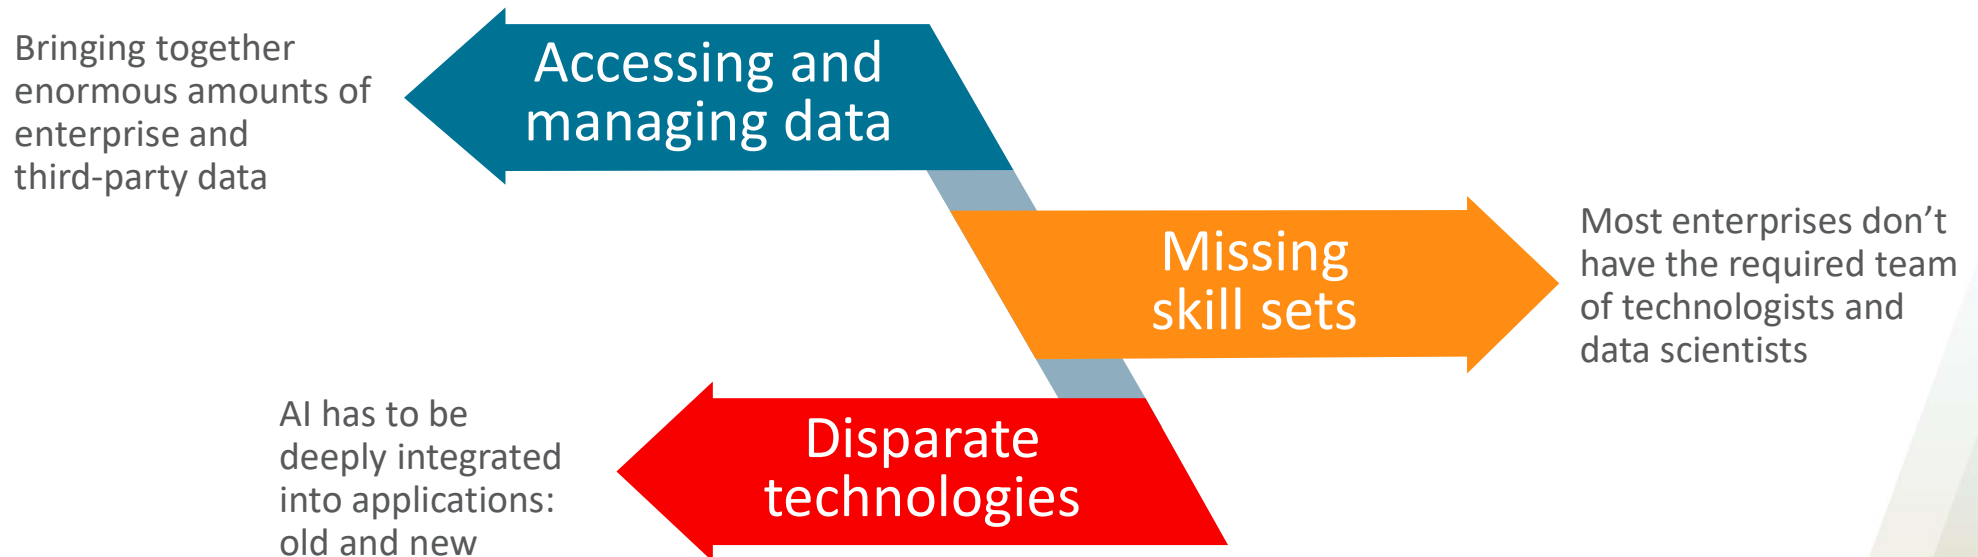 Bringing together
enormous amounts of
enterprise and
third-party data
Accessing and
managing data
Missing
skill sets
Most enterprises don’t
have the required team
of technologists and
data scientists
AI has to be
deeply integrated
into applications:
old and new
Disparate
technologies